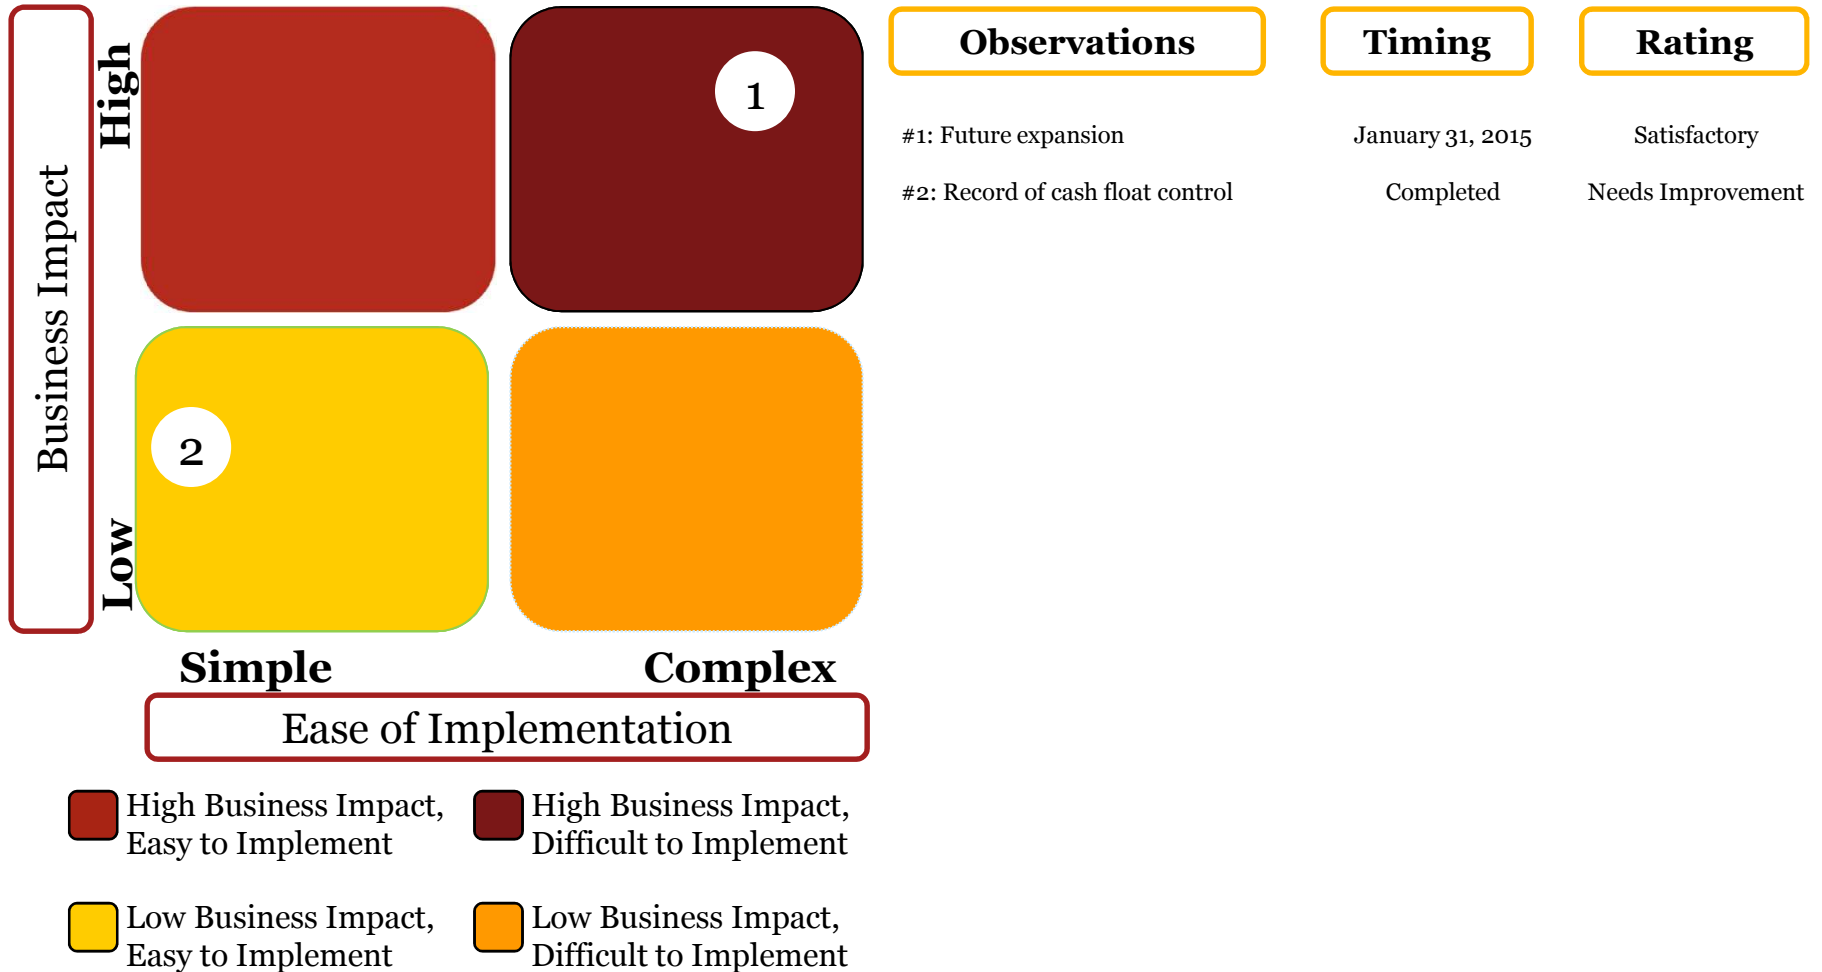 Business Impact
High
Low
1
2
Simple
Complex
Ease of Implementation
High Business Impact,
Easy to Implement
High Business Impact,
Difficult to Implement
Low Business Impact,
Easy to Implement
Low Business Impact,
Difficult to Implement
Observations
Timing
Rating
#1: Future expansion
January 31, 2015
Satisfactory
#2: Record of cash float control
Completed
Needs Improvement